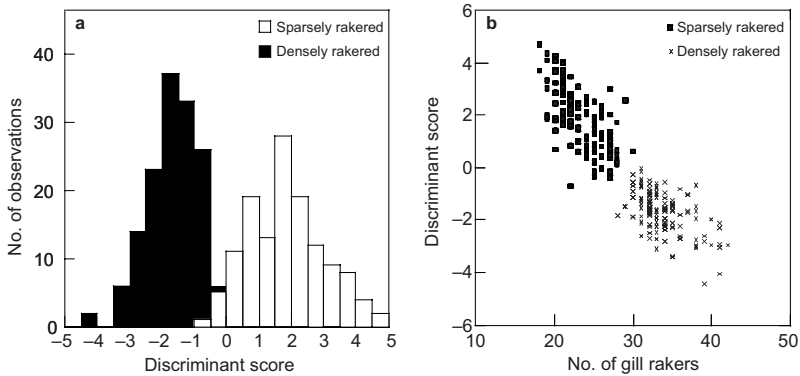 a
Sparsely rakered
Densely rakered
No. of observations
40
30
20
10
0
–5 –4 –3 –2 –1 0 1 2 3 4 5
Discriminant score
b
Sparsely rakered
Densely rakered
Discriminant score
6
4
2
0
–2
–4
–6
10 20 30 40 50
No. of gill rakers